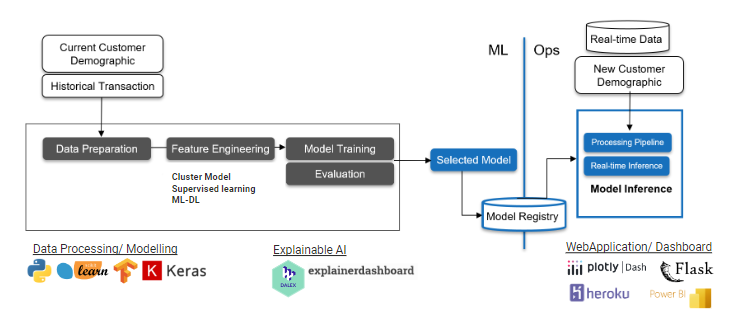 Current Customer
Demographic
Historical Transaction
ML
Ops
Real-time Data
New Customer
Demographic
Data Preparation
Feature Engineering
Model Training
Evaluation
Cluster Model
Supervised learning
ML-DL
Selected Model
Model Registry
Processing Pipeline
Real-time Inference
Model Inference
Data Processing/ Modelling
learn
K Keras
Explainable AI
DALEX
explainerdashboard
WebApplication/ Dashboard
plotly | Dash
Flask
heroku
Power BI